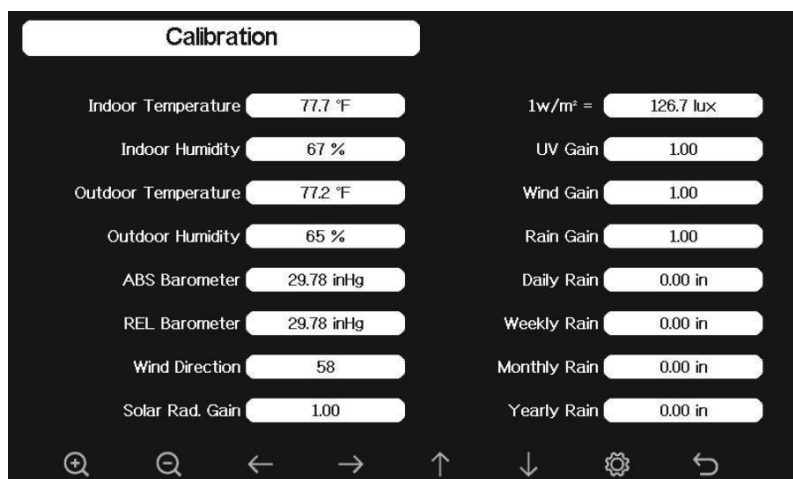 Calibration
Indoor Temperature 77.7 °F
Indoor Humidity 67 %
Outdoor Temperature 77.2 °F
Outdoor Humidity 65 %
ABS Barometer 29.78 inHg
REL Barometer 29.78 inHg
Wind Direction 58
Solar Rad. Gain 1.00
1w/m² = 126.7 lux
UV Gain 1.00
Wind Gain 1.00
Rain Gain 1.00
Daily Rain 0.00 in
Weekly Rain 0.00 in
Monthly Rain 0.00 in
Yearly Rain 0.00 in